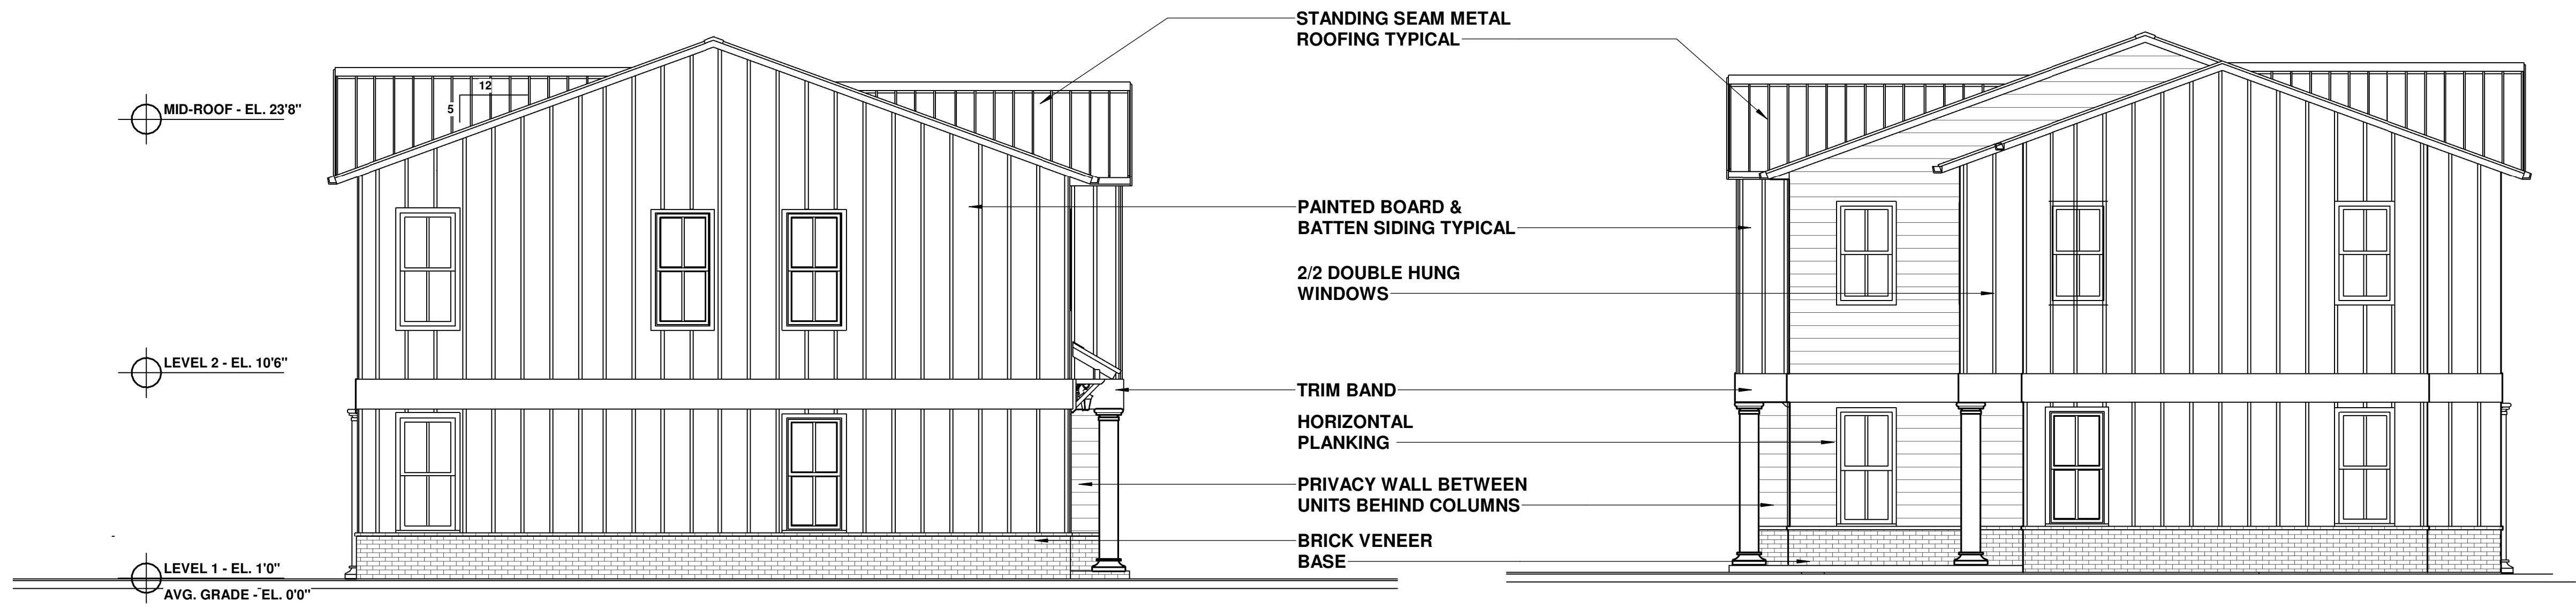 STANDING SEAM METAL
ROOFING TYPICAL
12
5
MID-ROOF - EL. 23'8"
PAINTED BOARD &
BATTEN SIDING TYPICAL
2/2 DOUBLE HUNG
WINDOWS
LEVEL 2 - EL. 10'6"
TRIM BAND
HORIZONTAL
PLANKING
PRIVACY WALL BETWEEN
UNITS BEHIND COLUMNS
BRICK VENEER
BASE
LEVEL 1 - EL. 1'0"
AVG. GRADE - EL. 0'0"